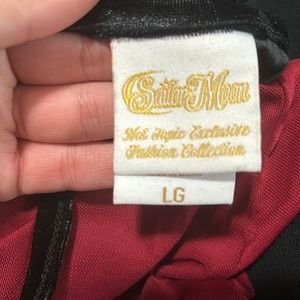 Sailor Moon
Hot Topic Exclusive
Fashion Collection
LG